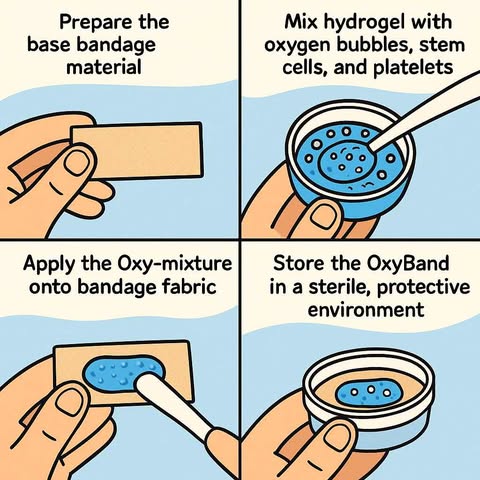 Prepare the
base bandage
material
Mix hydrogel with
oxygen bubbles, stem
cells, and platelets
Apply the Oxy-mixture
onto bandage fabric
Store the OxyBand
in a sterile, protective
environment